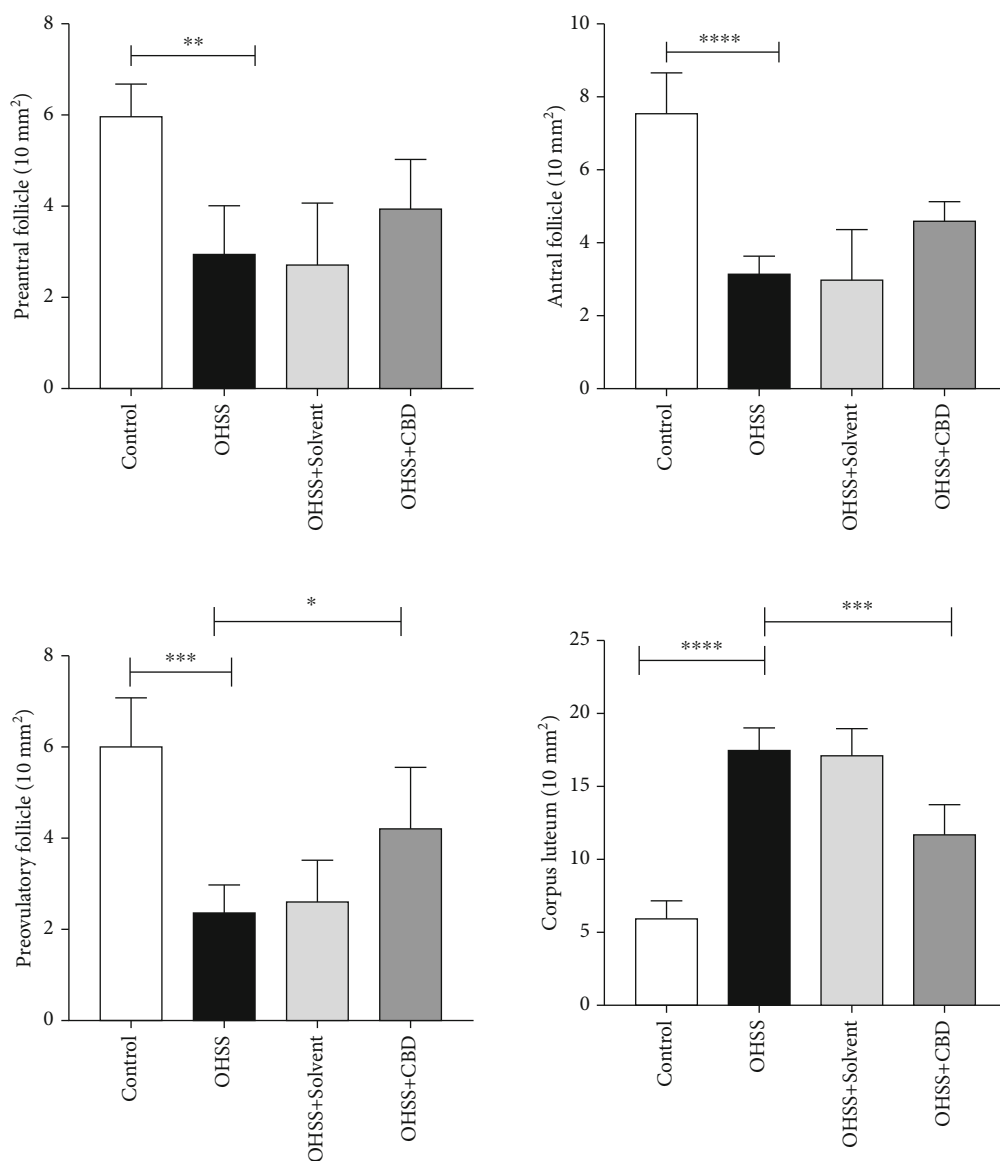 Preantral follicle (10 mm²)
8
6
4
2
0
**
Control
OHSS
OHSS+Solvent
OHSS+CBD
Antral follicle (10 mm²)
10
8
6
4
2
0
****
Control
OHSS
OHSS+Solvent
OHSS+CBD
Preovulatory follicle (10 mm²)
8
6
4
2
0
***
*
Control
OHSS
OHSS+Solvent
OHSS+CBD
Corpus luteum (10 mm²)
25
20
15
10
5
0
****
***
Control
OHSS
OHSS+Solvent
OHSS+CBD